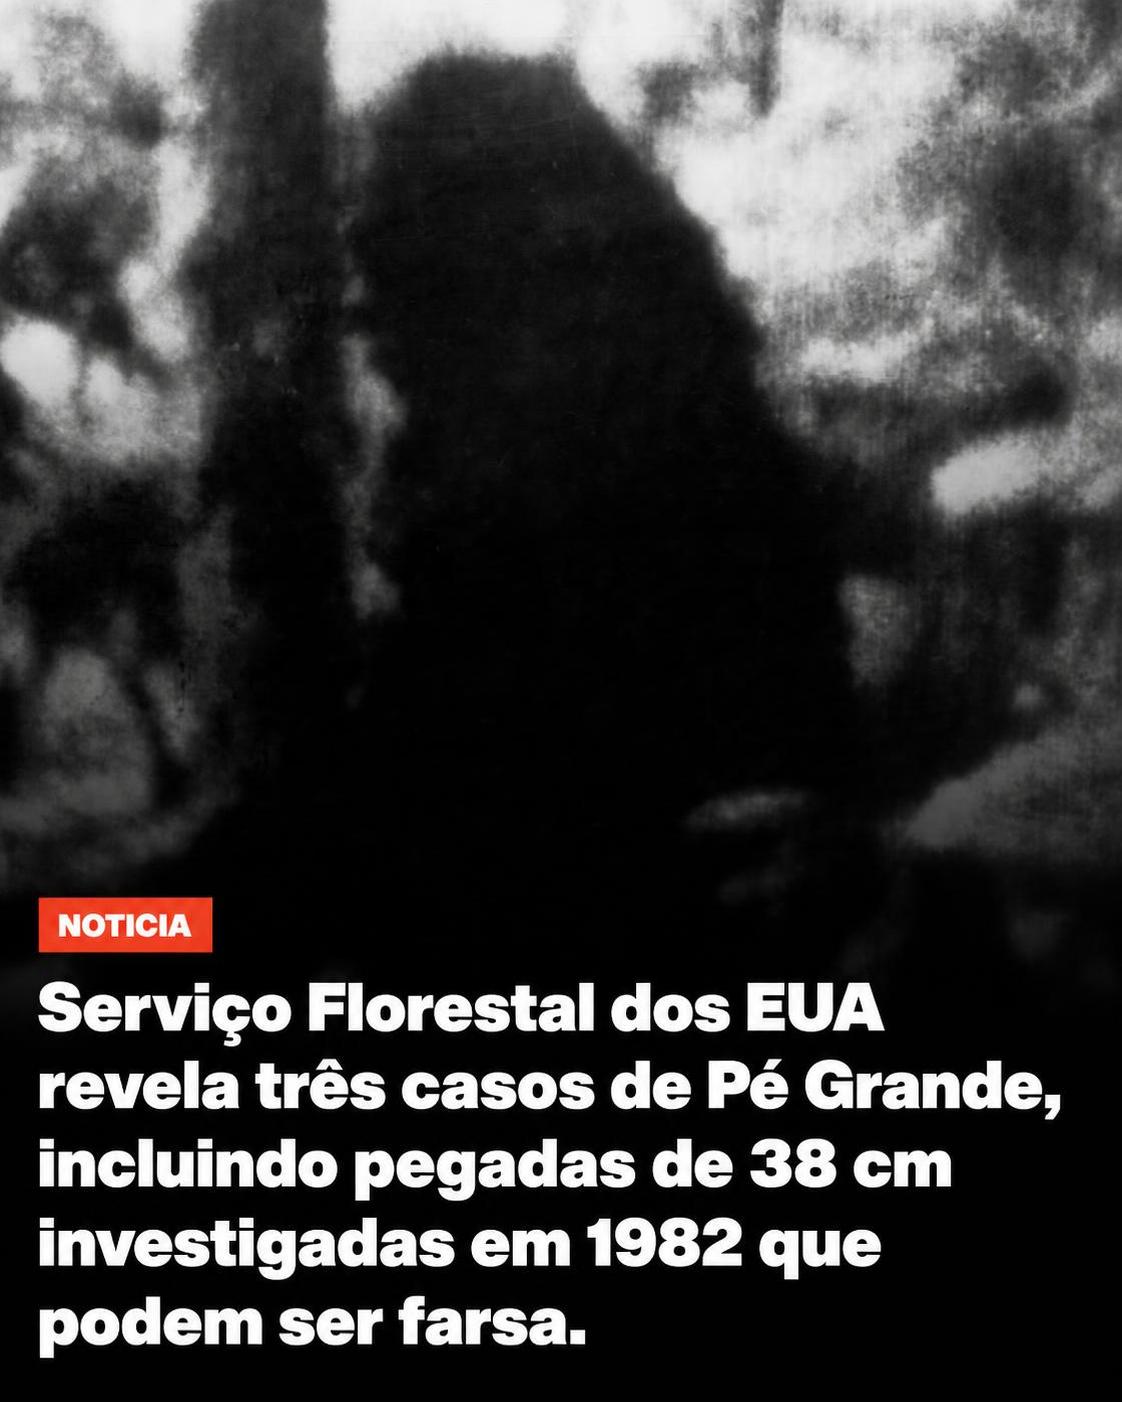 NOTICIA
Serviço Florestal dos EUA
revela três casos de Pé Grande,
incluindo pegadas de 38 cm
investigadas em 1982 que
podem ser farsa.